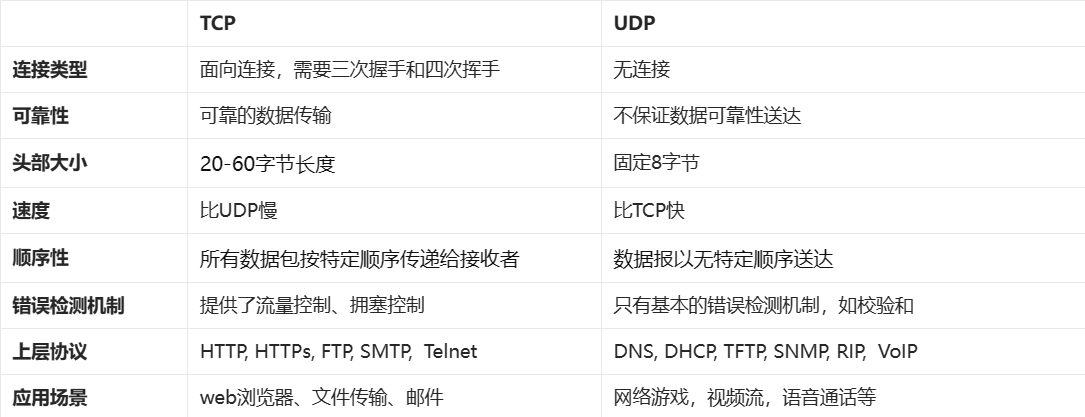 TCP UDP
连接类型 面向连接，需要三次握手和四次挥手 无连接
可靠性 可靠的数据传输 不保证数据可靠性送达
头部大小 20-60字节长度 固定8字节
速度 比UDP慢 比TCP快
顺序性 所有数据包按特定顺序传递给接收者 数据报以无特定顺序送达
错误检测机制 提供了流量控制、拥塞控制 只有基本的错误检测机制，如校验和
上层协议 HTTP, HTTPs, FTP, SMTP, Telnet DNS, DHCP, TFTP, SNMP, RIP, VoIP
应用场景 web浏览器、文件传输、邮件 网络游戏，视频流，语音通话等